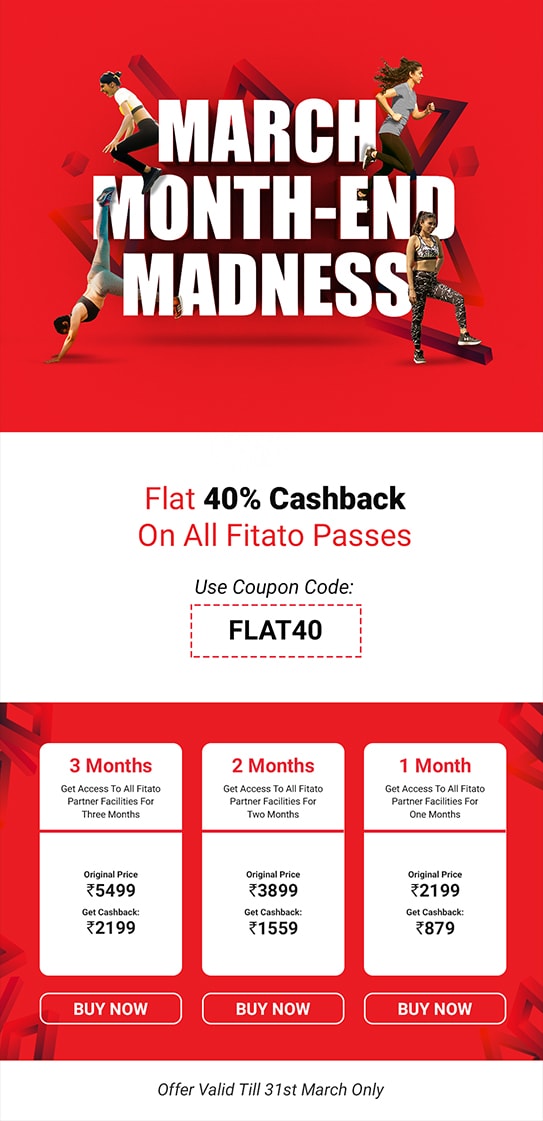 MARCH
MONTH-END
MADNESS
Flat 40% Cashback
On All Fitato Passes
Use Coupon Code:
FLAT40
3 Months
Get Access To All Fitato
Partner Facilities For
Three Months
Original Price
₹5499
Get Cashback:
₹2199
BUY NOW
2 Months
Get Access To All Fitato
Partner Facilities For
Two Months
Original Price
₹3899
Get Cashback:
₹1559
BUY NOW
1 Month
Get Access To All Fitato
Partner Facilities For
One Months
Original Price
₹2199
Get Cashback:
₹879
BUY NOW
Offer Valid Till 31st March Only